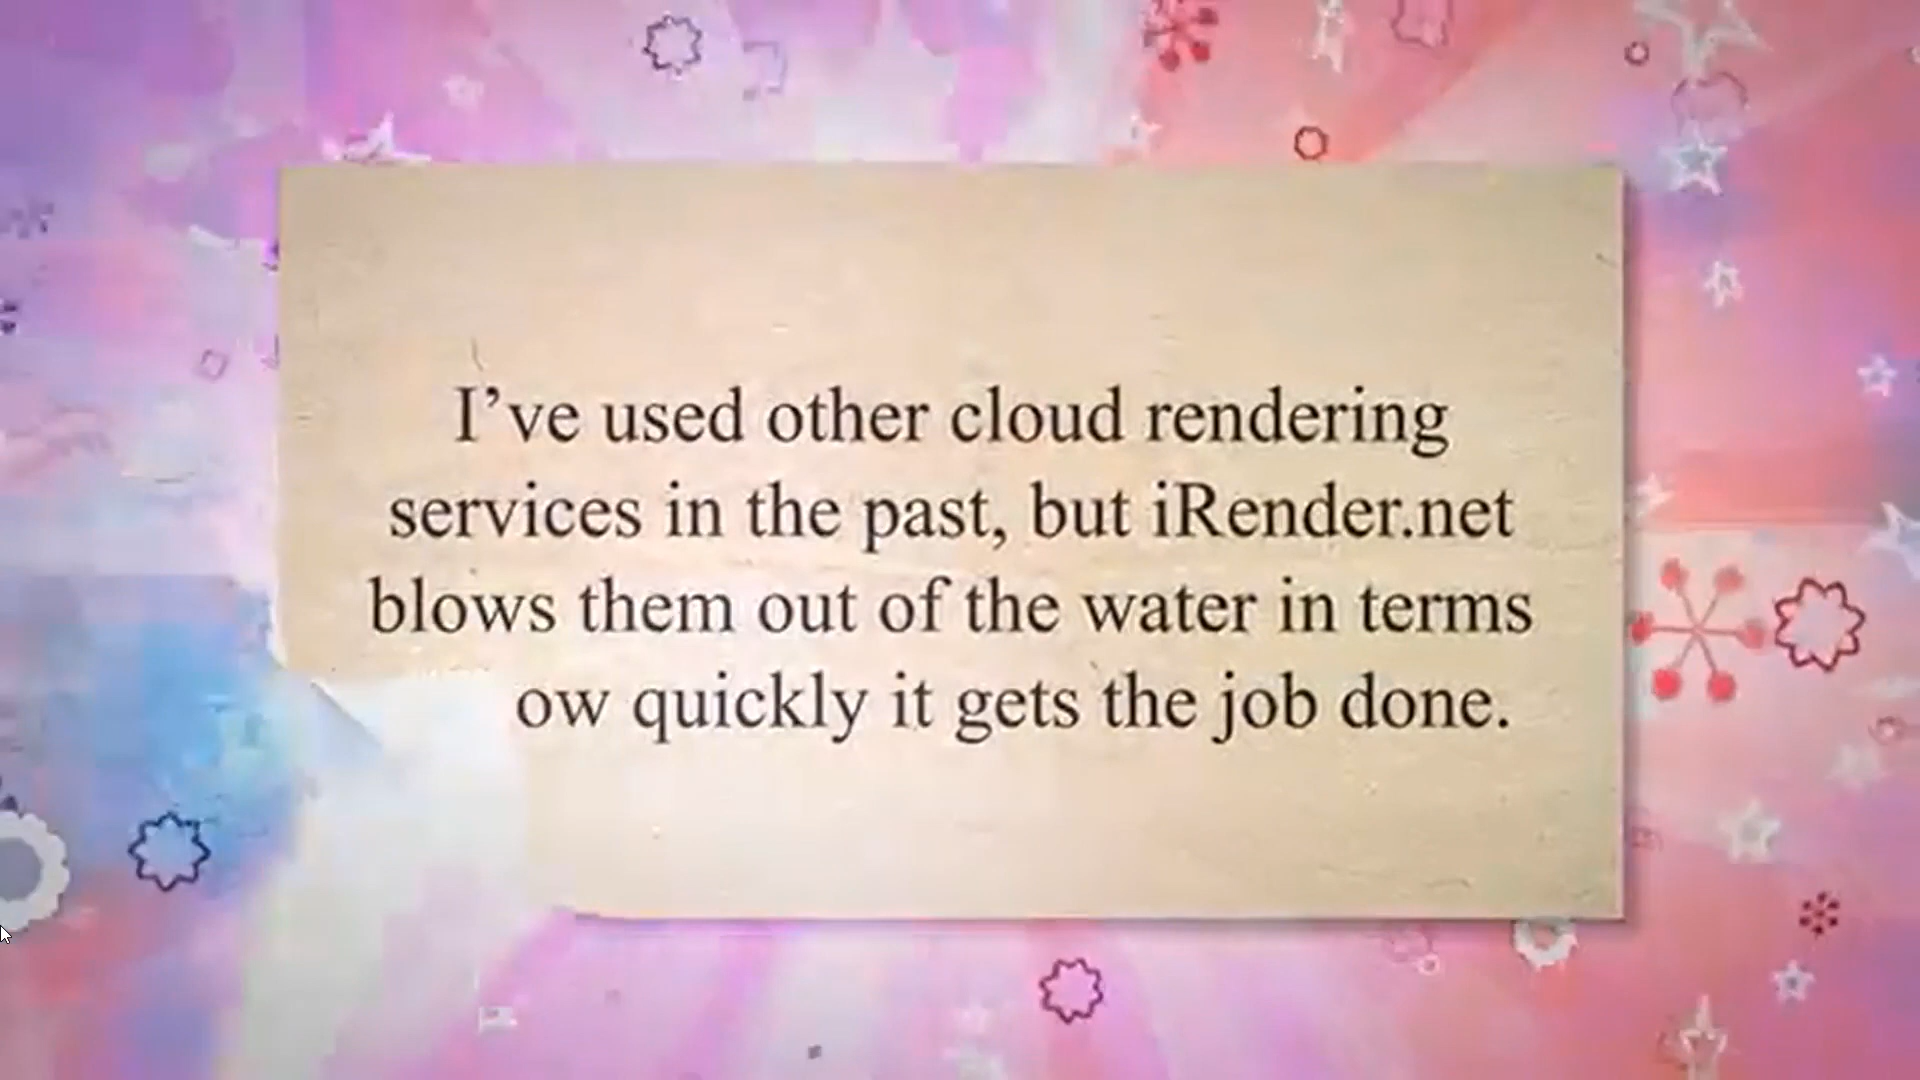 I’ve used other cloud rendering
services in the past, but iRender.net
blows them out of the water in terms
ow quickly it gets the job done.